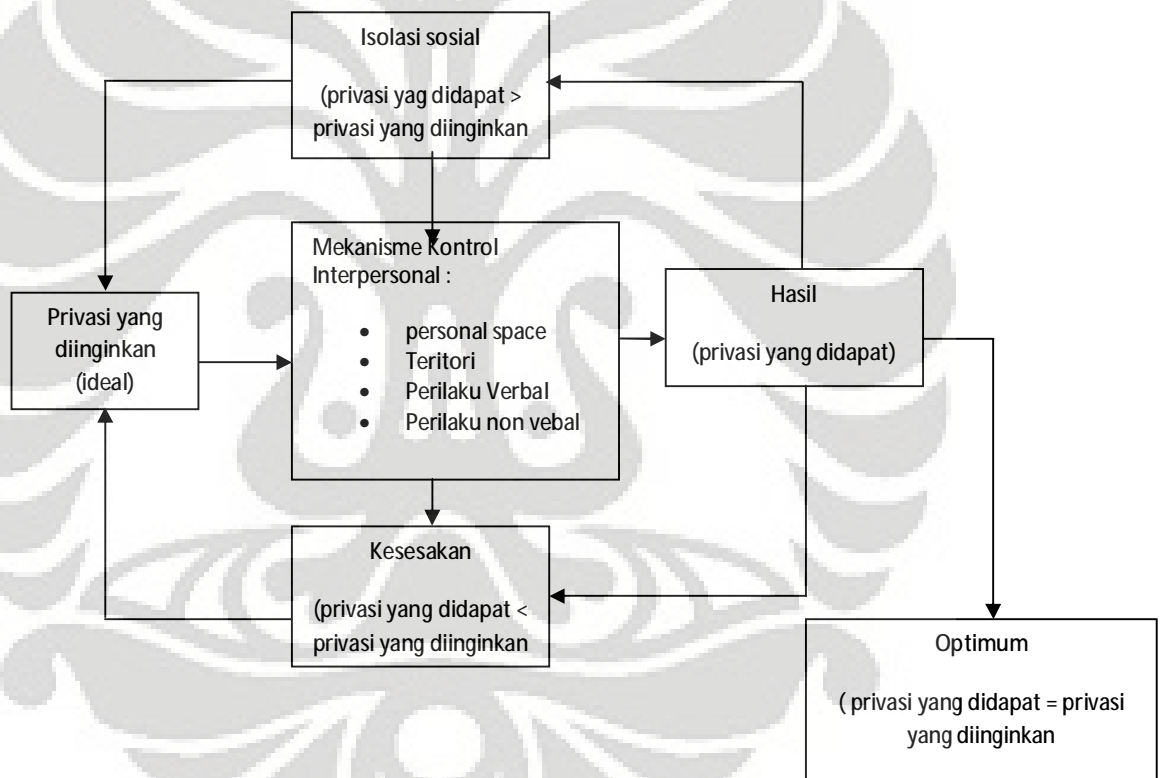 Isolasi sosial
(privasi yag didapat >
privasi yang diinginkan
Mekanisme Kontrol
Interpersonal :
• personal space
• Teritori
• Perilaku Verbal
• Perilaku non vebal
Privasi yang
diinginkan
(ideal)
Hasil
(privasi yang didapat)
Kesesakan
(privasi yang didapat <
privasi yang diinginkan
Optimum
( privasi yang didapat = privasi
yang diinginkan